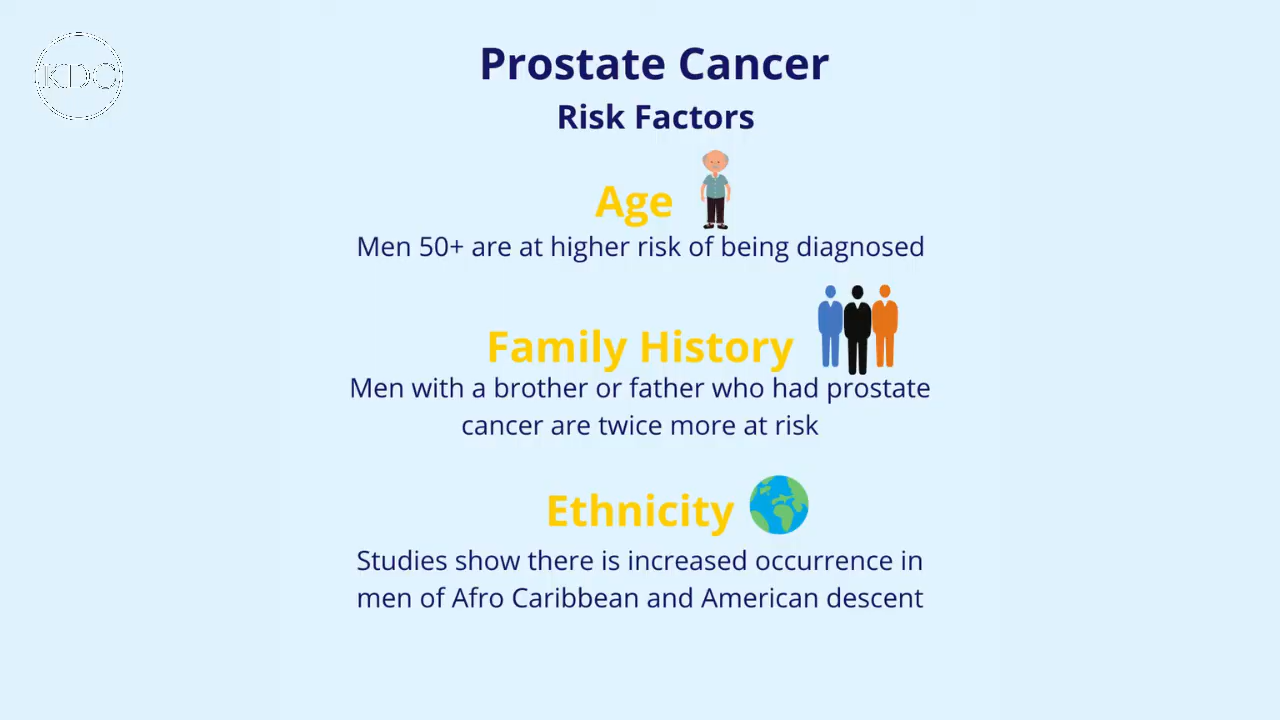 KDC
Prostate Cancer
Risk Factors
Age
Men 50+ are at higher risk of being diagnosed
Family History
Men with a brother or father who had prostate
cancer are twice more at risk
Ethnicity
Studies show there is increased occurrence in
men of Afro Caribbean and American descent